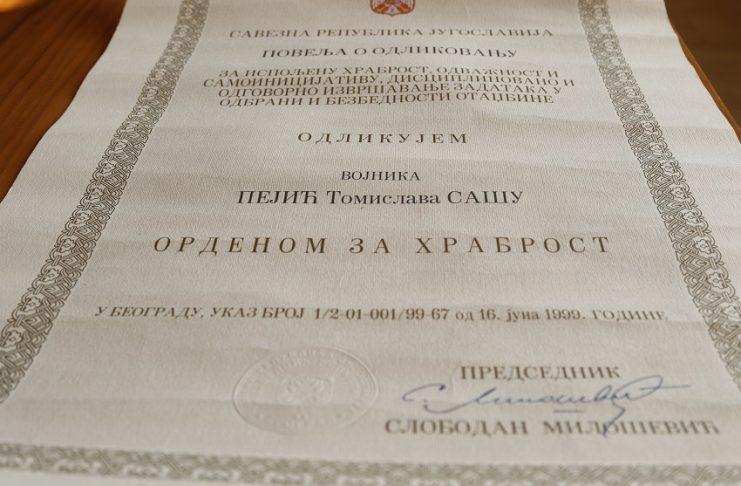 САВЕЗНА РЕПУБЛИКА ЈУГОСЛАВИЈА
ПОВЕЉА О ОДЛИКОВАЊУ
ЗА ИСПОЉЕНУ ХРАБРОСТ, ОДВАЖНОСТ И
САМОИНИЦИЈАТИВУ, ДИСЦИПЛИНОВАНО И
ОДГОВОРНО ИЗВРШАВАЊЕ ЗАДАТАКА У
ОДБРАНИ И БЕЗБЕДНОСТИ ОТАЏБИНЕ
ОДЛИКУЈЕМ
ВОЈНИКА
ПЕЈИЋ Томислава САШУ
ОРДЕНОМ ЗА ХРАБРОСТ
У БЕОГРАДУ, УКАЗ БРОЈ 1/2-01-001/99-67 од 16. јуна 1999. ГОДИНЕ
ПРЕДСЕДНИК
С. Милошевић
СЛОБОДАН МИЛОШЕВИЋ